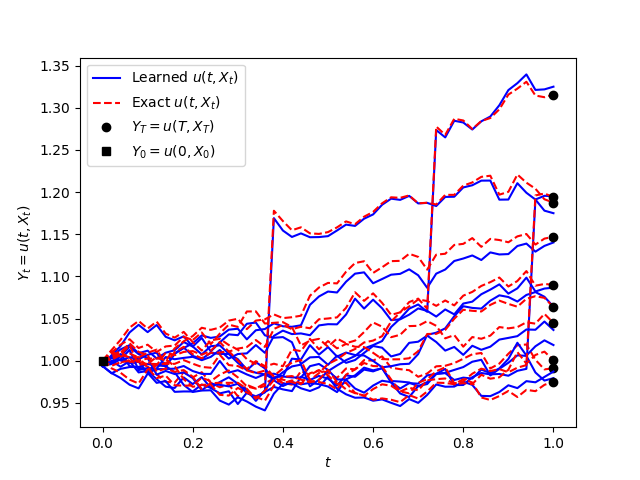 1.35
1.30
1.25
1.20
1.15
1.10
1.05
1.00
0.95
Y_t = u(t, X_t)
Learned u(t, X_t)
Exact u(t, X_t)
Y_T = u(T, X_T)
Y_0 = u(0, X_0)
0.0 0.2 0.4 0.6 0.8 1.0
t